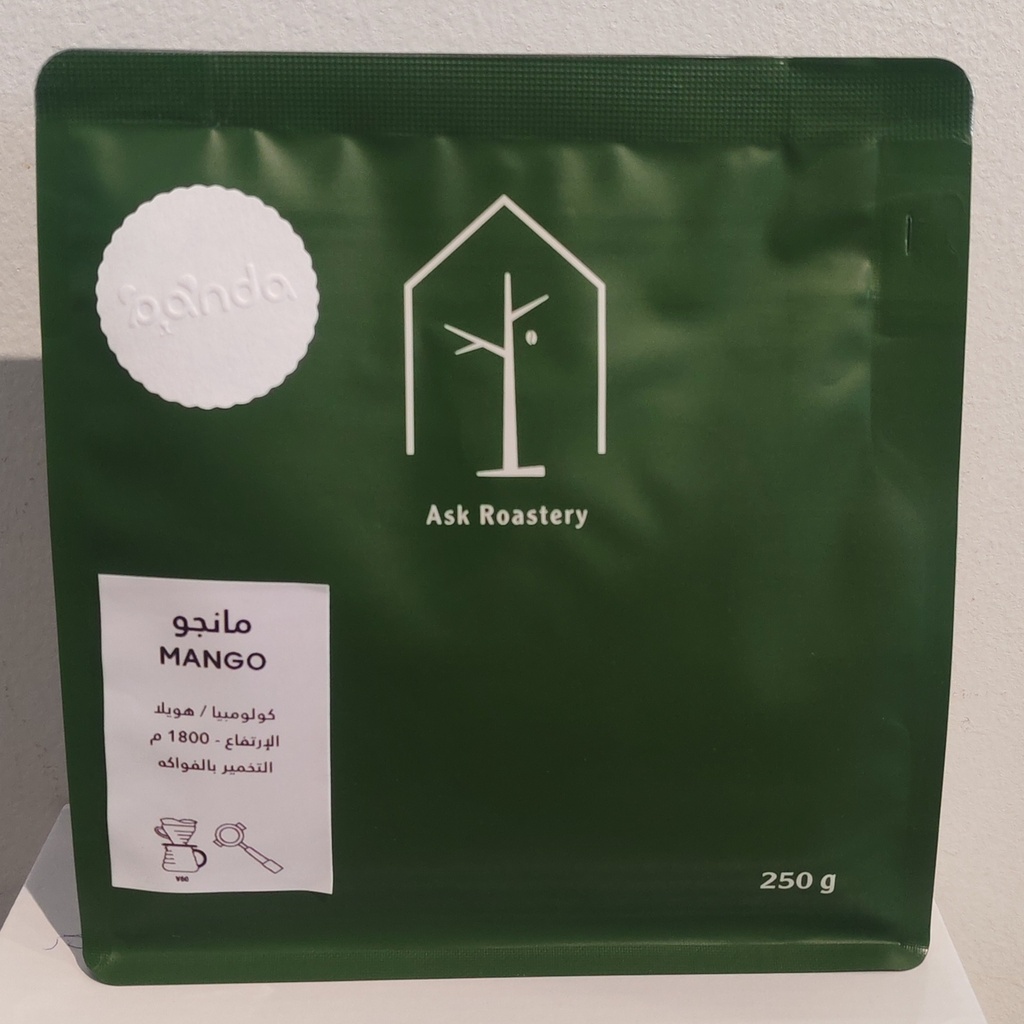 panda
Ask Roastery
مانجو
MANGO
كولومبيا / هويلا
الإرتفاع - 1800 م
التخمير بالفواكه
V60
250 g